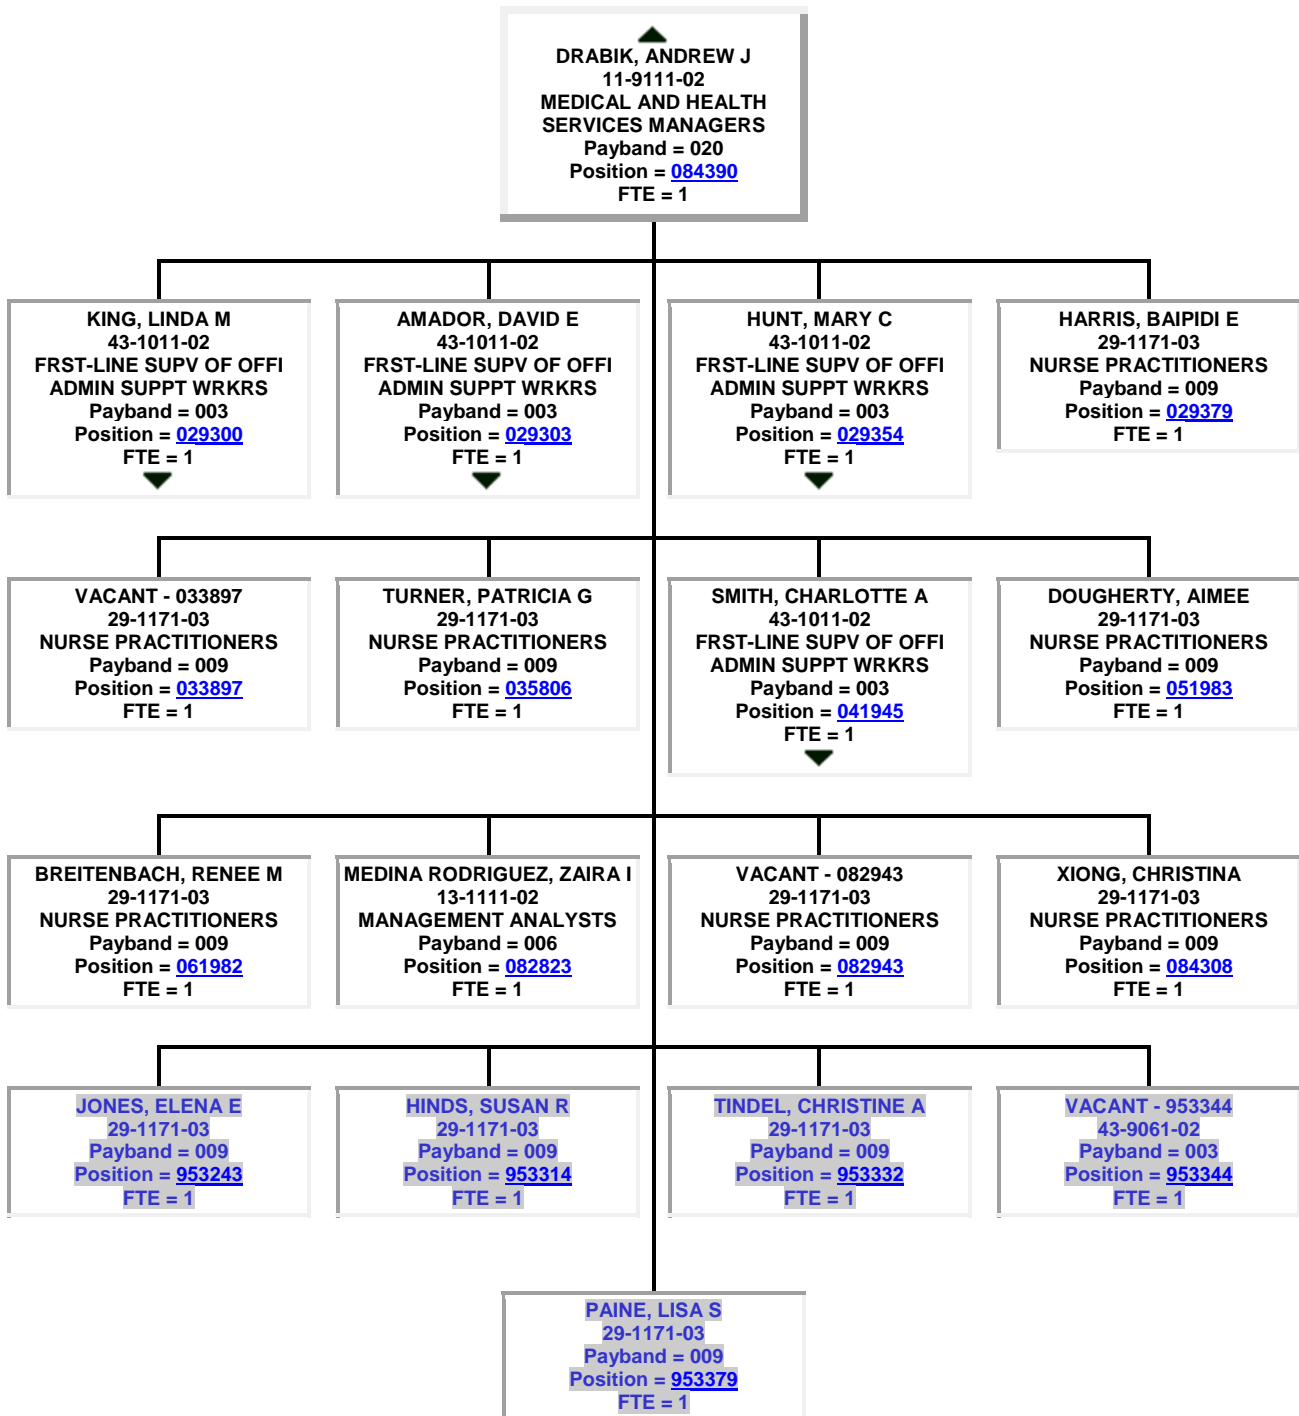 DRABIK, ANDREW J
11-9111-02
MEDICAL AND HEALTH
SERVICES MANAGERS
Payband = 020
Position = 084390
FTE = 1
KING, LINDA M
43-1011-02
FRST-LINE SUPV OF OFFI
ADMIN SUPPT WRKRS
Payband = 003
Position = 029300
FTE = 1
AMADOR, DAVID E
43-1011-02
FRST-LINE SUPV OF OFFI
ADMIN SUPPT WRKRS
Payband = 003
Position = 029303
FTE = 1
HUNT, MARY C
43-1011-02
FRST-LINE SUPV OF OFFI
ADMIN SUPPT WRKRS
Payband = 003
Position = 029354
FTE = 1
HARRIS, BAIPIDI E
29-1171-03
NURSE PRACTITIONERS
Payband = 009
Position = 029379
FTE = 1
VACANT - 033897
29-1171-03
NURSE PRACTITIONERS
Payband = 009
Position = 033897
FTE = 1
TURNER, PATRICIA G
29-1171-03
NURSE PRACTITIONERS
Payband = 009
Position = 035806
FTE = 1
SMITH, CHARLOTTE A
43-1011-02
FRST-LINE SUPV OF OFFI
ADMIN SUPPT WRKRS
Payband = 003
Position = 041945
FTE = 1
DOUGHERTY, AIMEE
29-1171-03
NURSE PRACTITIONERS
Payband = 009
Position = 051983
FTE = 1
BREITENBACH, RENEE M
29-1171-03
NURSE PRACTITIONERS
Payband = 009
Position = 061982
FTE = 1
MEDINA RODRIGUEZ, ZAIRA I
13-1111-02
MANAGEMENT ANALYSTS
Payband = 006
Position = 082823
FTE = 1
VACANT - 082943
29-1171-03
NURSE PRACTITIONERS
Payband = 009
Position = 082943
FTE = 1
XIONG, CHRISTINA
29-1171-03
NURSE PRACTITIONERS
Payband = 009
Position = 084308
FTE = 1
JONES, ELENA E
29-1171-03
Payband = 009
Position = 953243
FTE = 1
HINDS, SUSAN R
29-1171-03
Payband = 009
Position = 953314
FTE = 1
TINDEL, CHRISTINE A
29-1171-03
Payband = 009
Position = 953332
FTE = 1
VACANT - 953344
43-9061-02
Payband = 003
Position = 953344
FTE = 1
PAINE, LISA S
29-1171-03
Payband = 009
Position = 953379
FTE = 1